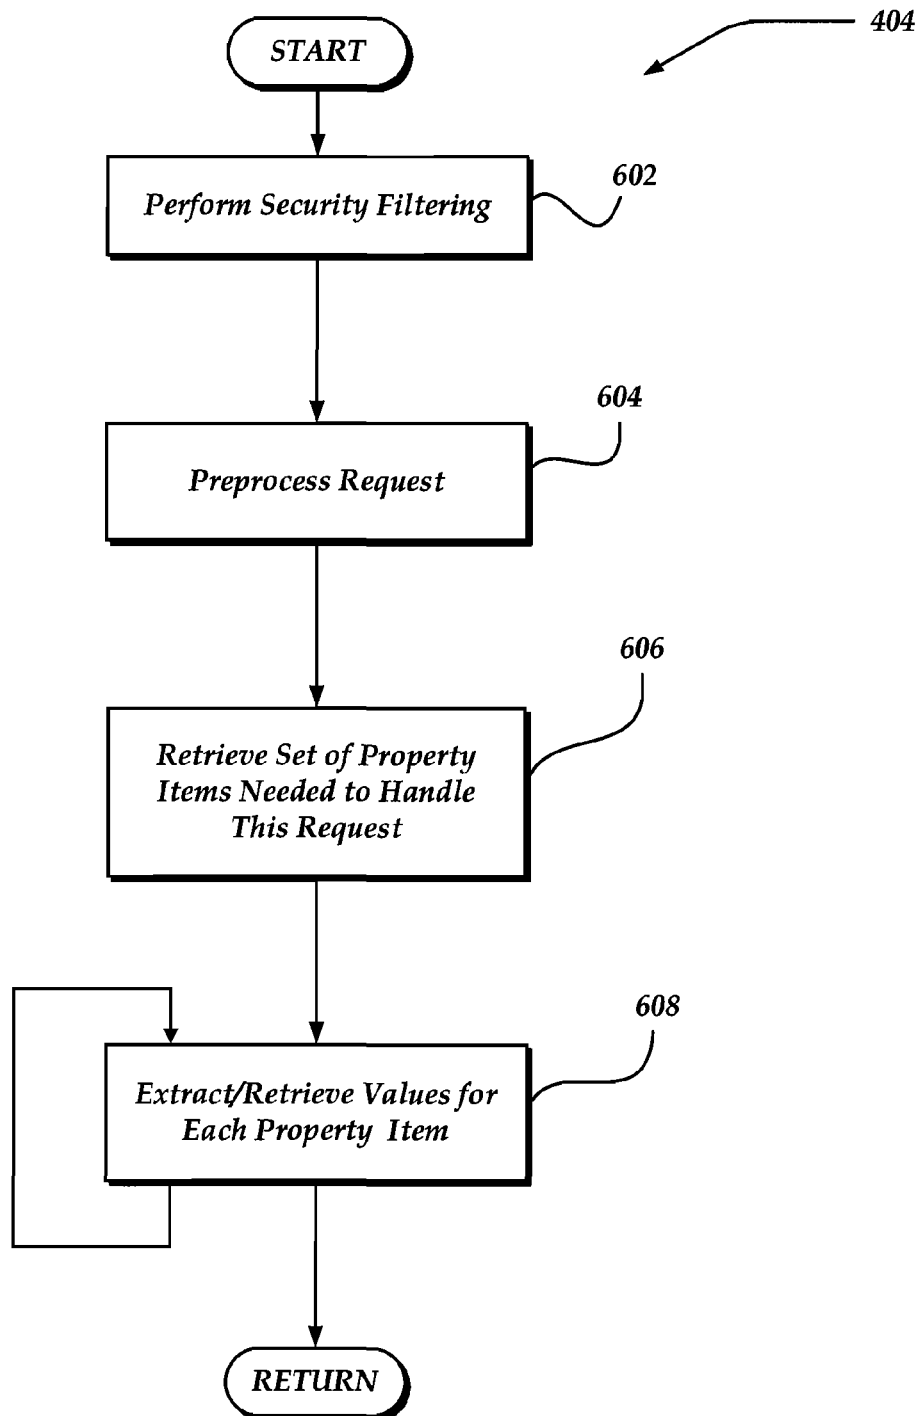 404
START
602
Perform Security Filtering
604
Preprocess Request
606
Retrieve Set of Property
Items Needed to Handle
This Request
608
Extract/Retrieve Values for
Each Property Item
RETURN